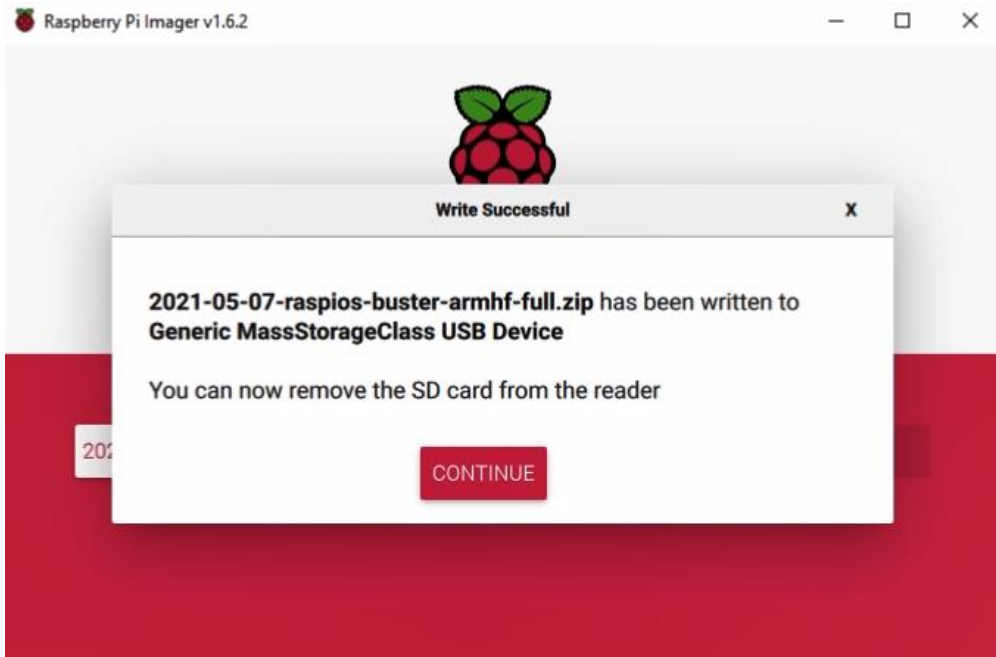 Raspberry Pi Imager v1.6.2
Write Successful X
2021-05-07-raspios-buster-armhf-full.zip has been written to
Generic MassStorageClass USB Device
You can now remove the SD card from the reader
202
CONTINUE